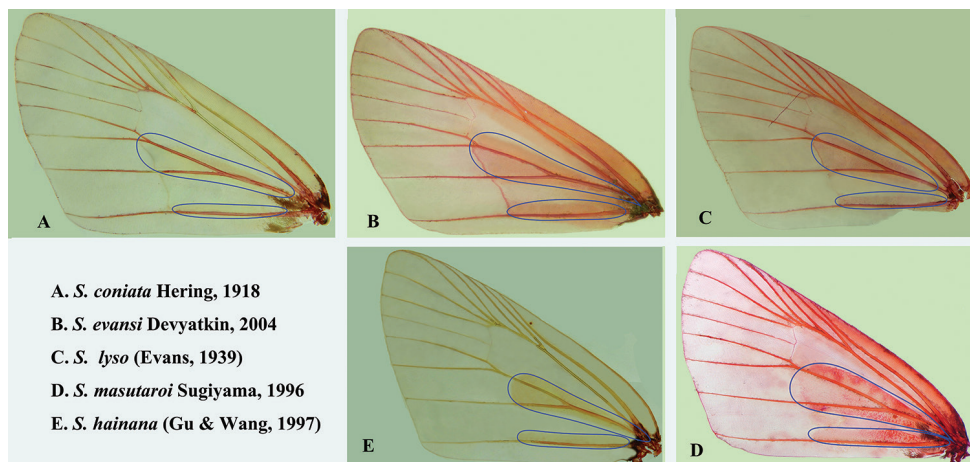 A
B
C
A. S. coniata Hering, 1918
B. S. evansi Devyatkin, 2004
C. S. lyso (Evans, 1939)
D. S. masutaroi Sugiyama, 1996
E. S. hainana (Gu & Wang, 1997)
E
D